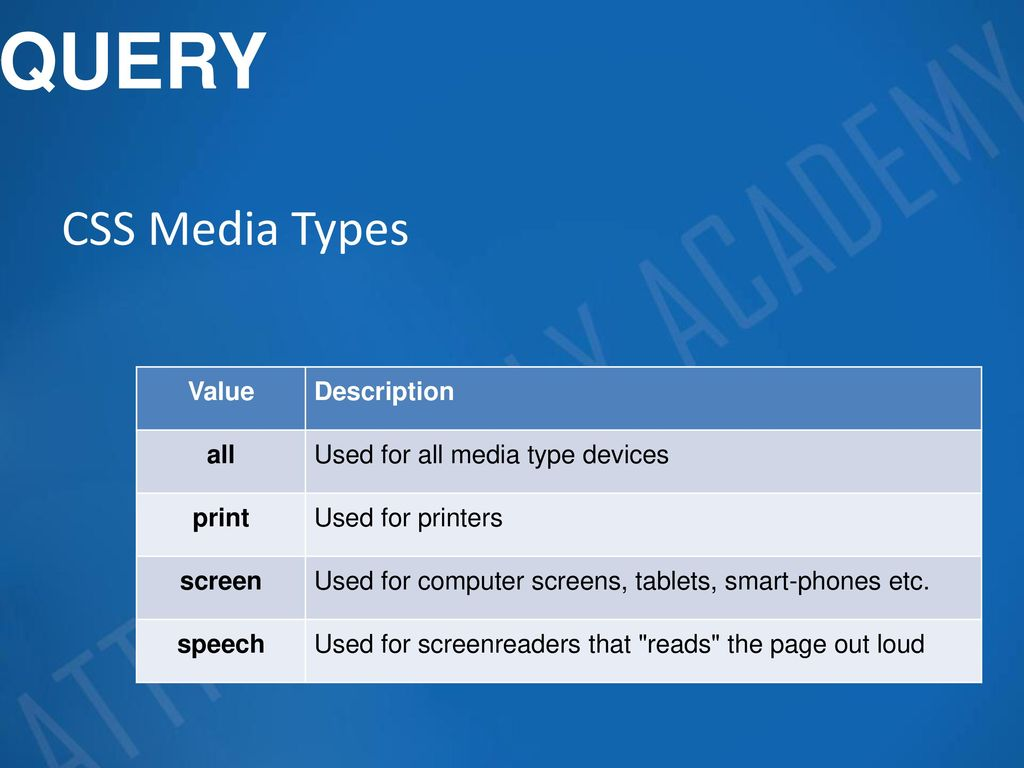 QUERY
CSS Media Types
Value Description
all Used for all media type devices
print Used for printers
screen Used for computer screens, tablets, smart-phones etc.
speech Used for screenreaders that "reads" the page out loud
ACADEMY